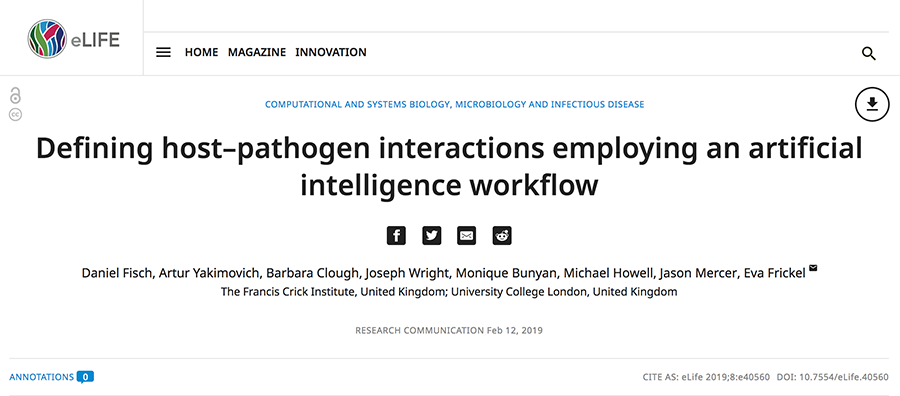 eLIFE
HOME MAGAZINE INNOVATION
cc
COMPUTATIONAL AND SYSTEMS BIOLOGY, MICROBIOLOGY AND INFECTIOUS DISEASE
Defining host–pathogen interactions employing an artificial
intelligence workflow
f
Daniel Fisch, Artur Yakimovich, Barbara Clough, Joseph Wright, Monique Bunyan, Michael Howell, Jason Mercer, Eva Frickel
The Francis Crick Institute, United Kingdom; University College London, United Kingdom
RESEARCH COMMUNICATION Feb 12, 2019
ANNOTATIONS 0
CITE AS: eLife 2019;8:e40560 DOI: 10.7554/eLife.40560